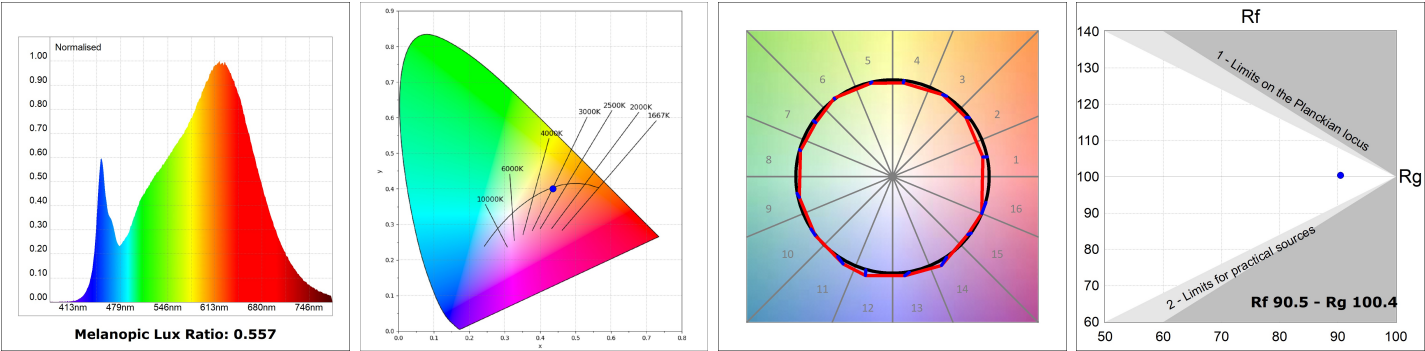 Normalised
1.00
0.90
0.80
0.70
0.60
0.50
0.40
0.30
0.20
0.10
0.00
413nm 479nm 546nm 613nm 680nm 746nm
Melanopic Lux Ratio: 0.557
0.9
0.8
0.7
0.6
0.5
0.4
0.3
0.2
0.1
0.0
y
0.0 0.1 0.2 0.3 0.4 0.5 0.6 0.7 0.8
x
10000K
6000K
4000K
3000K
2500K
2000K
1667K
1
2
3
4
5
6
7
8
9
10
11
12
13
14
15
16
Rf
140
130
120
110
100
90
80
70
60
50 60 70 80 90 100
Rg
1 - Limits on the Planckian locus
2 - Limits for practical sources
Rf 90.5 - Rg 100.4